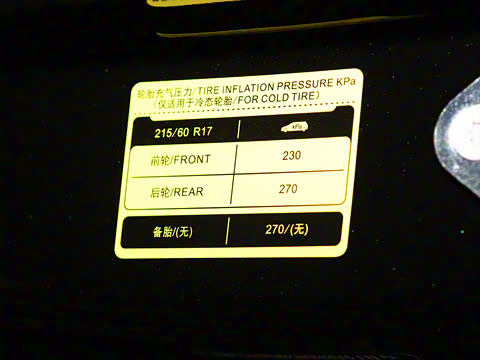 轮胎充气压力/TIRE INFLATION PRESSURE KPa
(仅适用于冷态轮胎/FOR COLD TIRE)
215/60 R17 kPa
前轮/FRONT 230
后轮/REAR 270
备胎/(无) 270/(无)